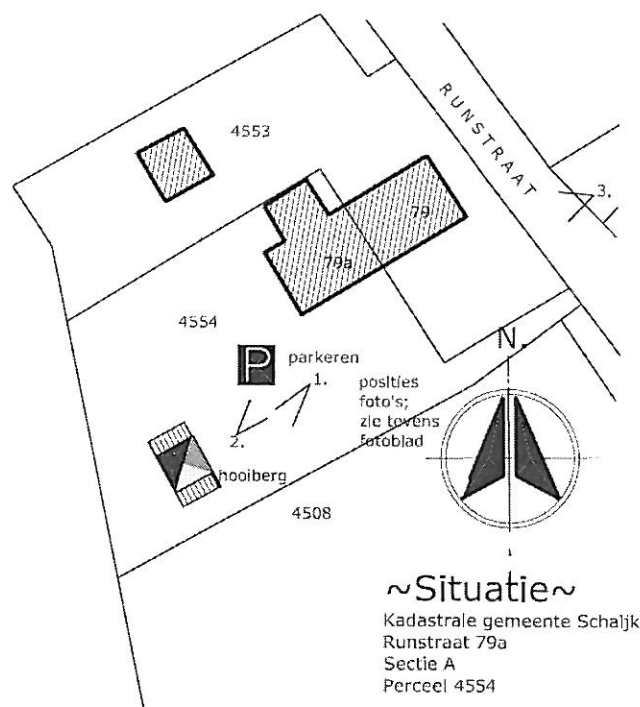 4553
RUNSTRAAT
3.
79
79a
4554
N.
P
parkeren
1.
posities
foto's;
zie tevens
fotoblad
2.
hooiberg
4508
~Situatie~
Kadastrale gemeente Schaijk
Runstraat 79a
Sectie A
Perceel 4554